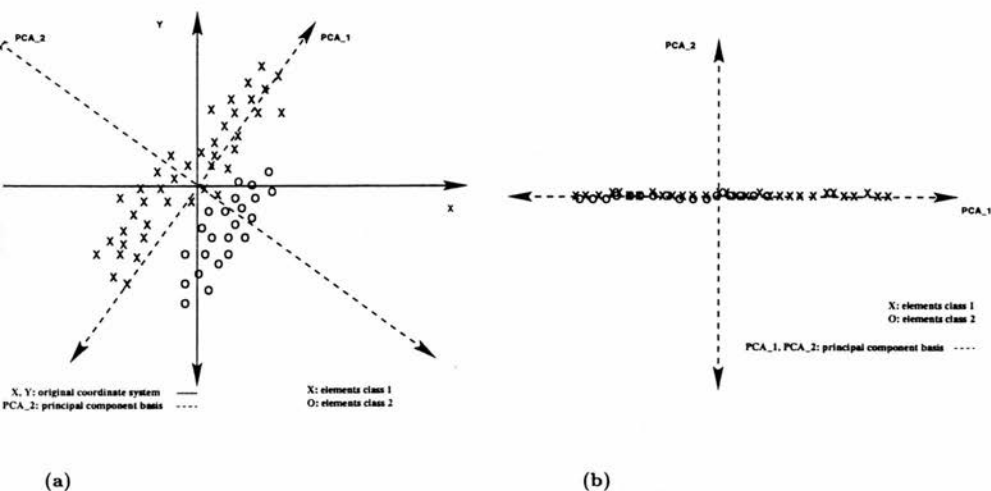 Y
PCA_2
PCA_1
X
X, Y: original coordinate system
PCA_2: principal component basis
X: elements class 1
O: elements class 2
(a)
PCA_2
PCA_1
X: elements class 1
O: elements class 2
PCA_1, PCA_2: principal component basis
(b)